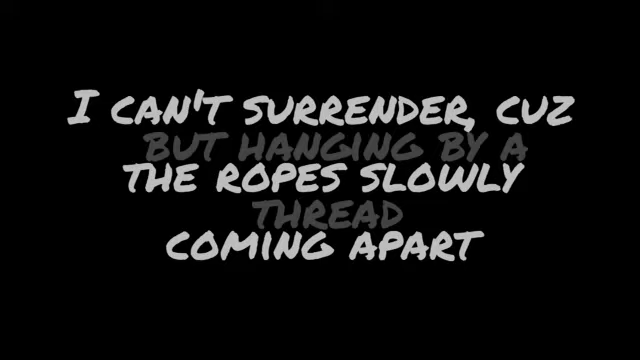 I CAN'T SURRENDER, CUZ
BUT HANGING BY A
THE ROPES SLOWLY
THREAD
COMING APART